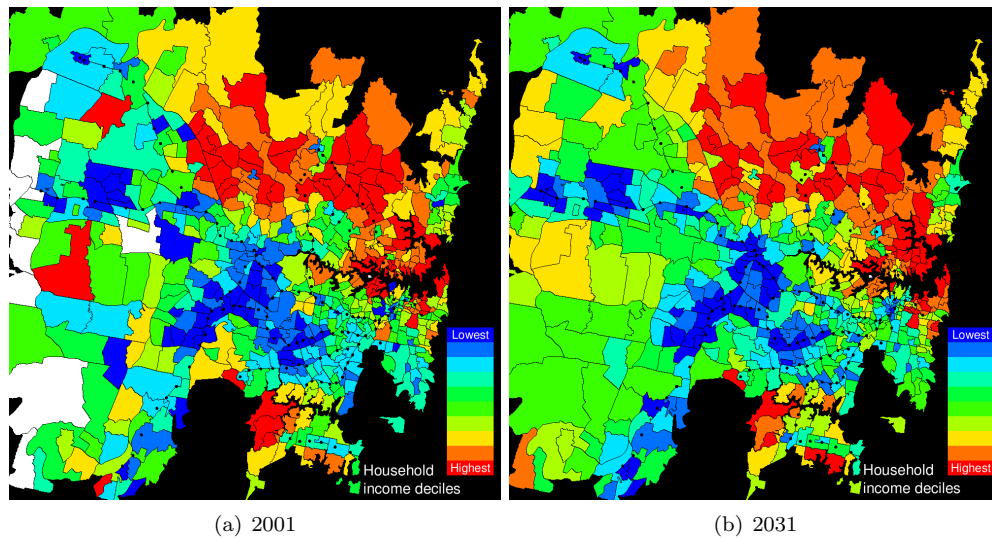 Lowest
Highest
Household
income deciles
Lowest
Highest
Household
income deciles
(a) 2001
(b) 2031